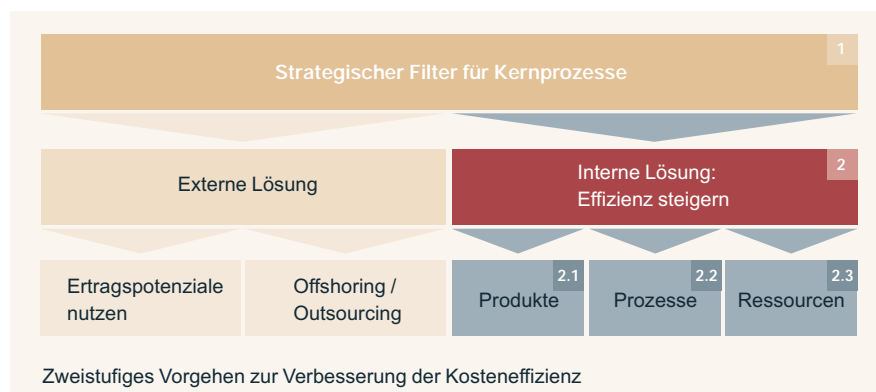 1
Strategischer Filter für Kernprozesse
Externe Lösung
2
Interne Lösung:
Effizienz steigern
Ertragspotenziale
nutzen
Offshoring /
Outsourcing
2.1
Produkte
2.2
Prozesse
2.3
Ressourcen
Zweistufiges Vorgehen zur Verbesserung der Kosteneffizienz